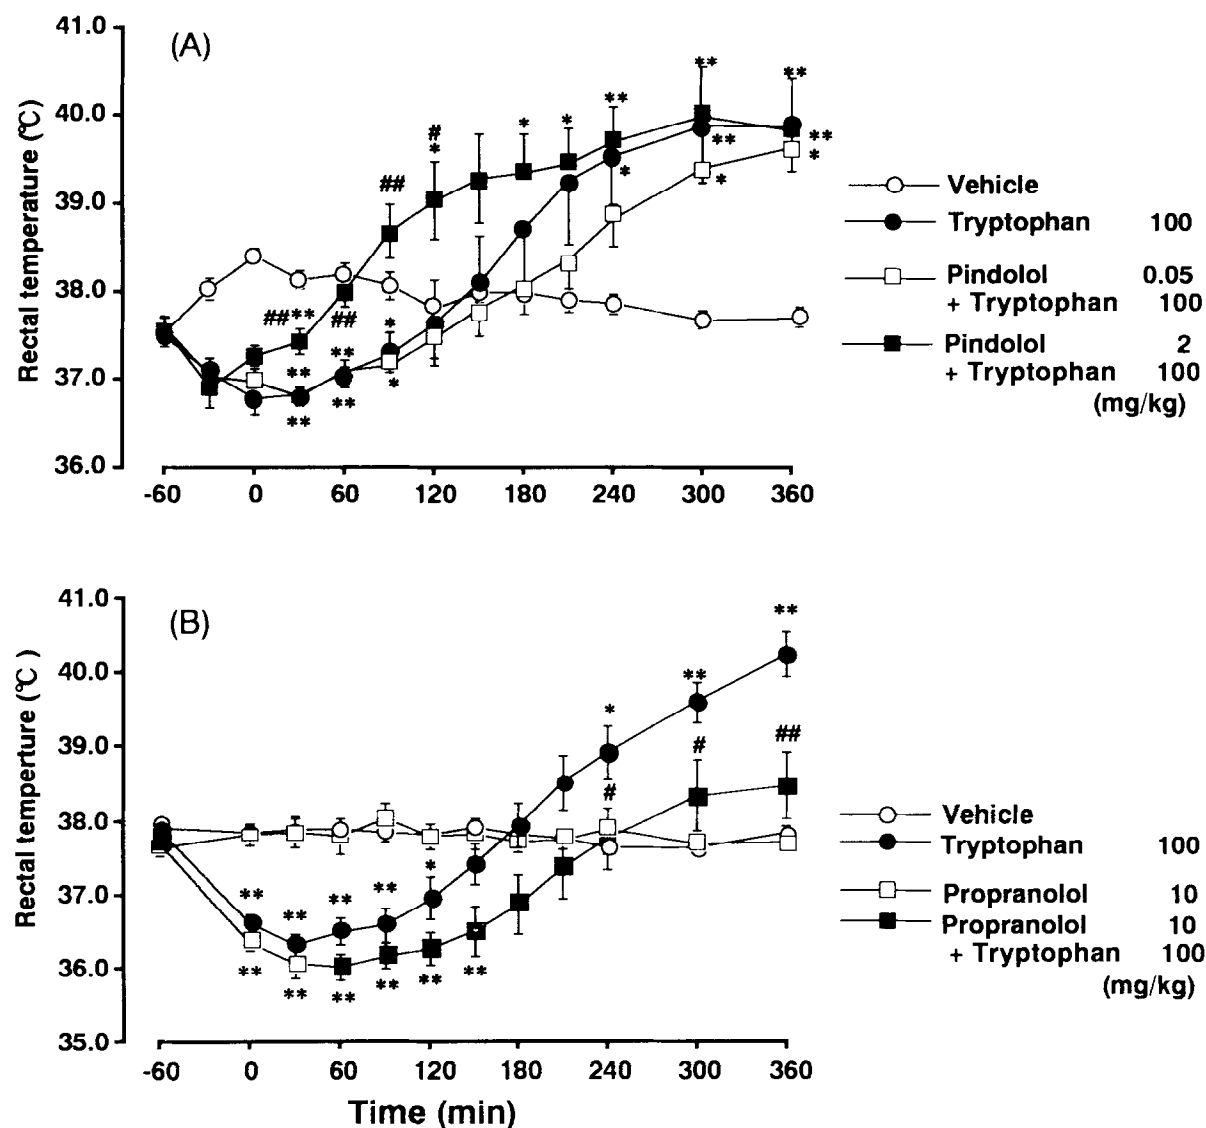 (A)
41.0
40.0
39.0
38.0
37.0
36.0
Rectal temperature (℃)
-60 0 60 120 180 240 300 360
## ** ** ** ## ** ** ## * * # * * * ** * ** ** * ** ** *
Vehicle
Tryptophan 100
Pindolol 0.05
+ Tryptophan 100
Pindolol 2
+ Tryptophan 100
(mg/kg)
(B)
41.0
40.0
39.0
38.0
37.0
36.0
35.0
Rectal temperture (℃)
-60 0 60 120 180 240 300 360
Time (min)
** ** ** ** * * ** **
# # ##
** ** ** ** ** **
Vehicle
Tryptophan 100
Propranolol 10
Propranolol 10
+ Tryptophan 100
(mg/kg)